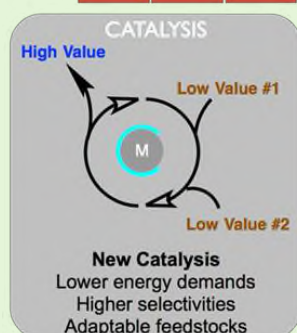 CATALYSIS
High Value
Low Value #1
M
Low Value #2
New Catalysis
Lower energy demands
Higher selectivities
Adaptable feedstocks